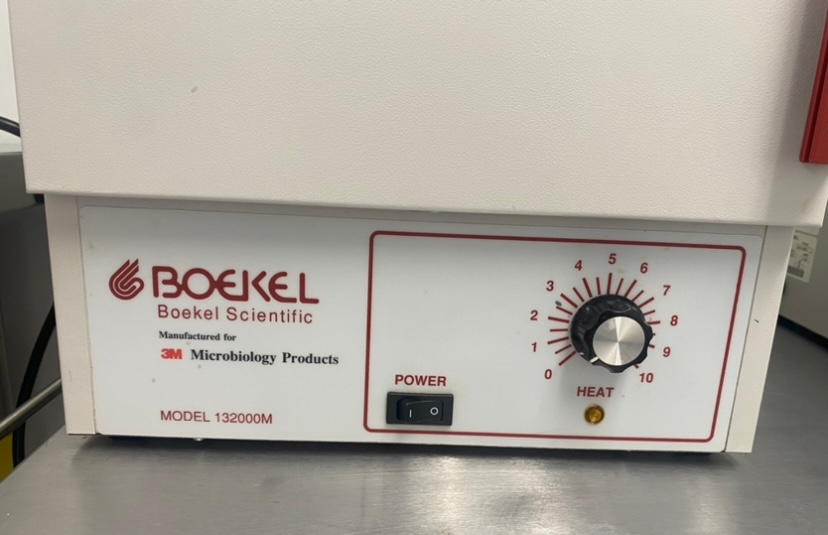 BOEKEL
Boekel Scientific
Manufactured for
3M Microbiology Products
MODEL 132000M
POWER
I O
0 1 2 3 4 5 6 7 8 9 10
HEAT